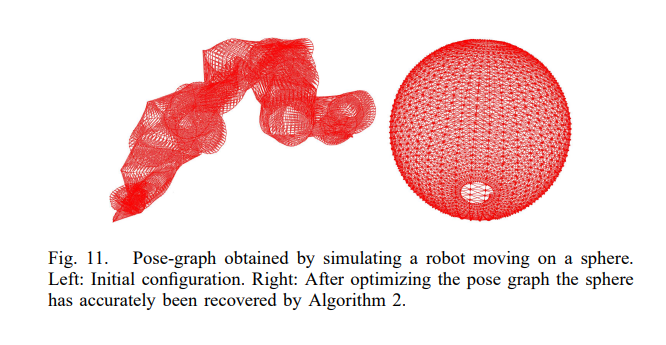 Fig. 11. Pose-graph obtained by simulating a robot moving on a sphere.
Left: Initial configuration. Right: After optimizing the pose graph the sphere
has accurately been recovered by Algorithm 2.